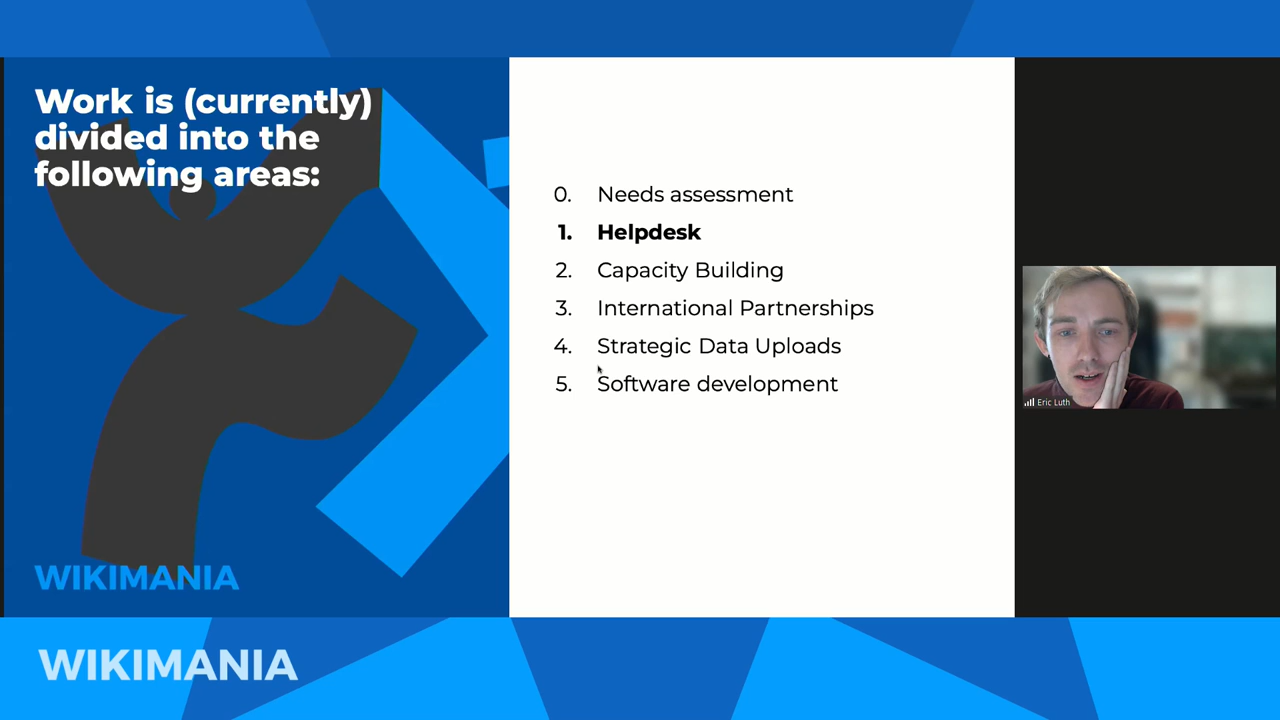 Work is (currently)
divided into the
following areas:
0. Needs assessment
1. Helpdesk
2. Capacity Building
3. International Partnerships
4. Strategic Data Uploads
5. Software development
Eric Luth
WIKIMANIA
WIKIMANIA